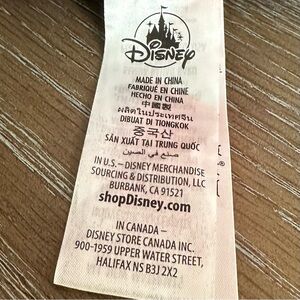 Disney
MADE IN CHINA
FABRIQUÉ EN CHINE
HECHO EN CHINA
中國製
ผลิตในประเทศจีน
DIBUAT DI TIONGKOK
중국산
SẢN XUẤT TẠI TRUNG QUỐC
صنع في الصين
IN U.S. – DISNEY MERCHANDISE
SOURCING & DISTRIBUTION, LLC
BURBANK, CA 91521
shopDisney.com
IN CANADA –
DISNEY STORE CANADA INC.
900-1959 UPPER WATER STREET,
HALIFAX NS B3J 2X2